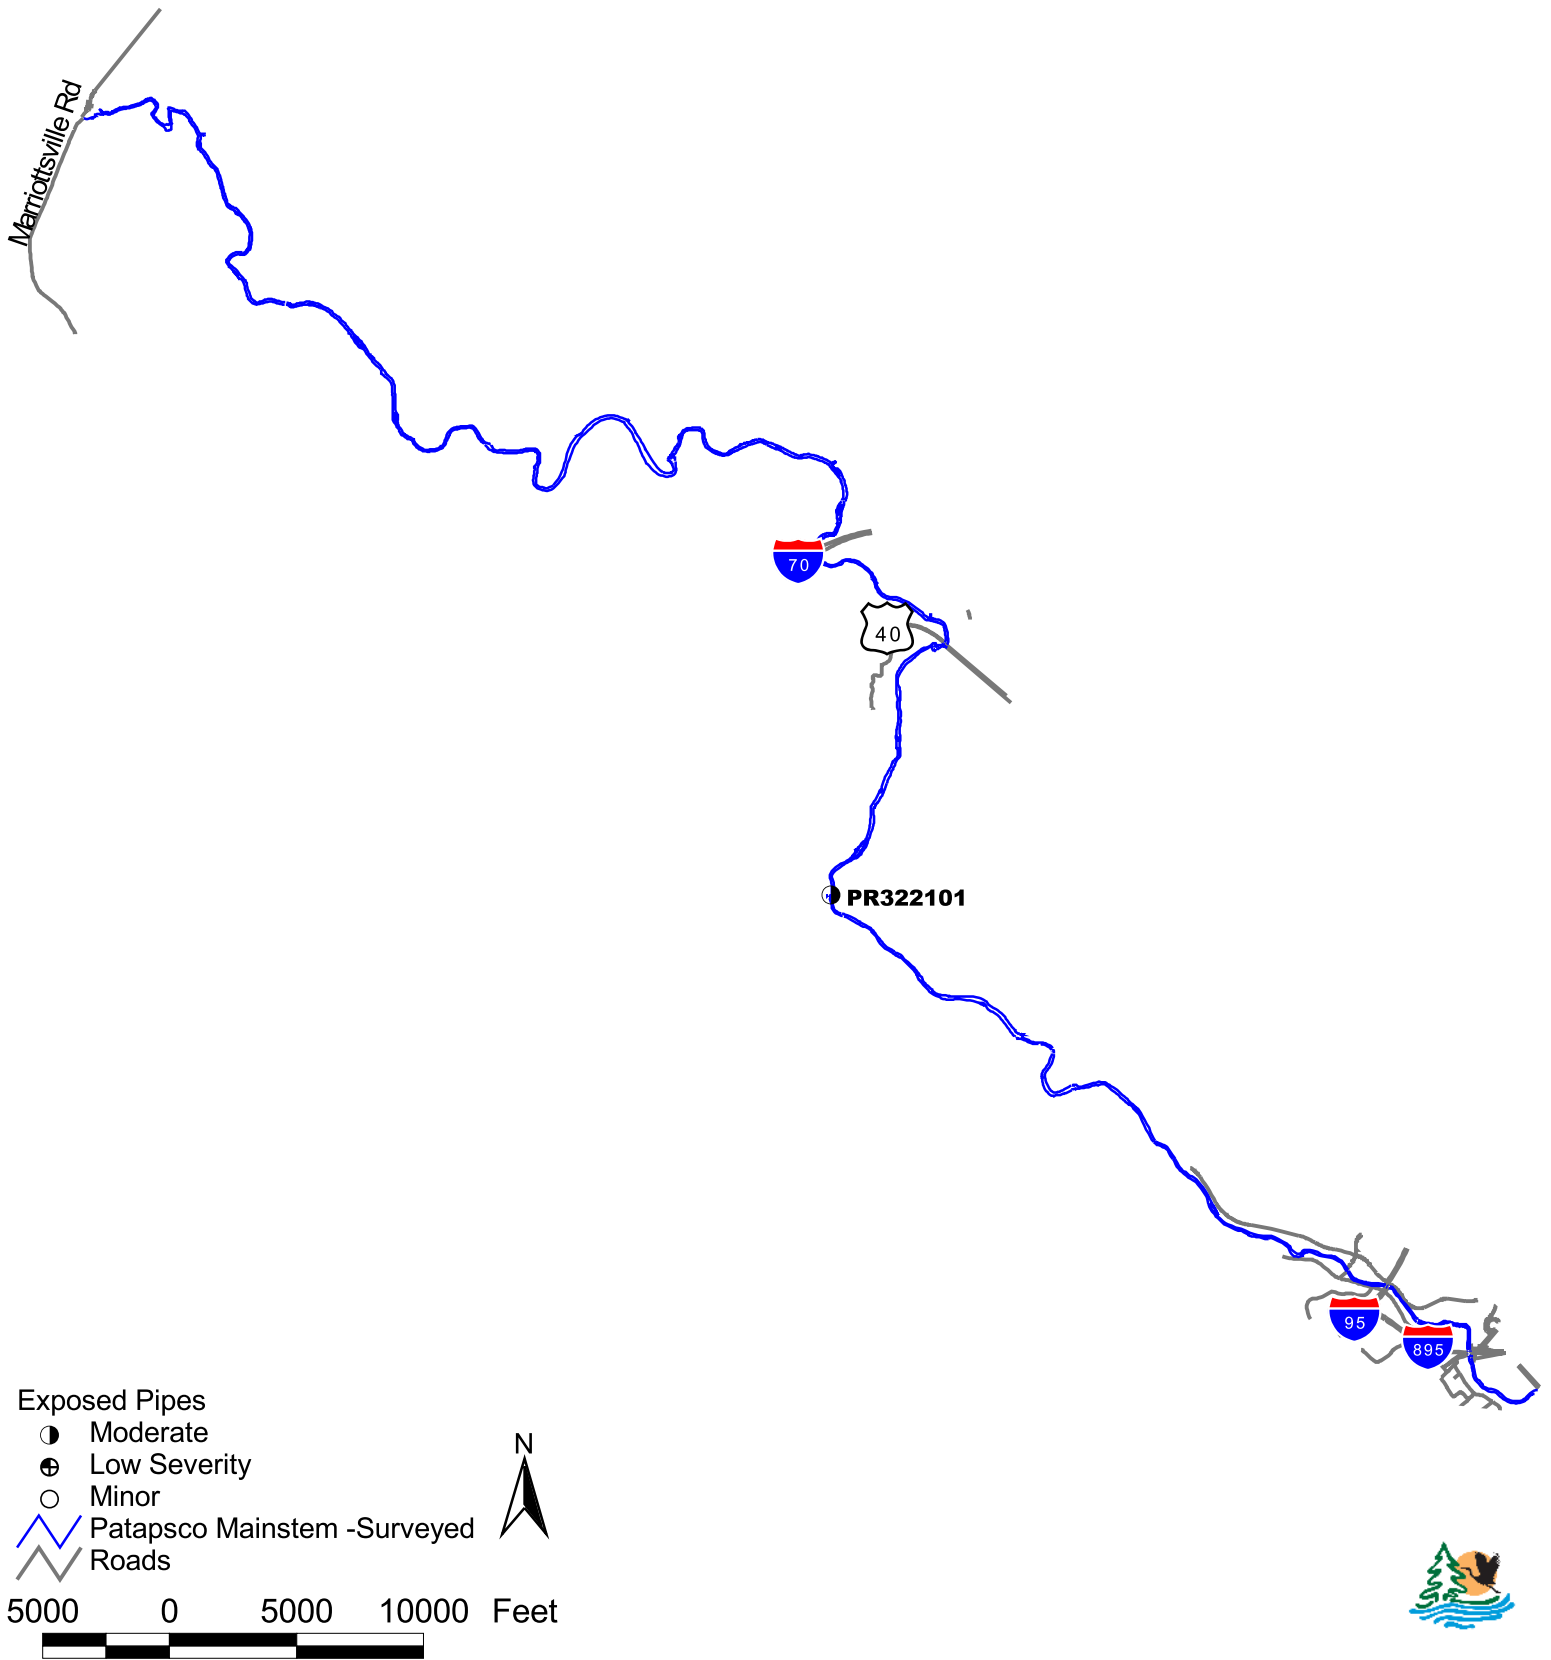 Marriottsville Rd
70
40
PR322101
95
895
Exposed Pipes
Moderate
Low Severity
Minor
Patapsco Mainstem -Surveyed
Roads
N
5000 0 5000 10000 Feet